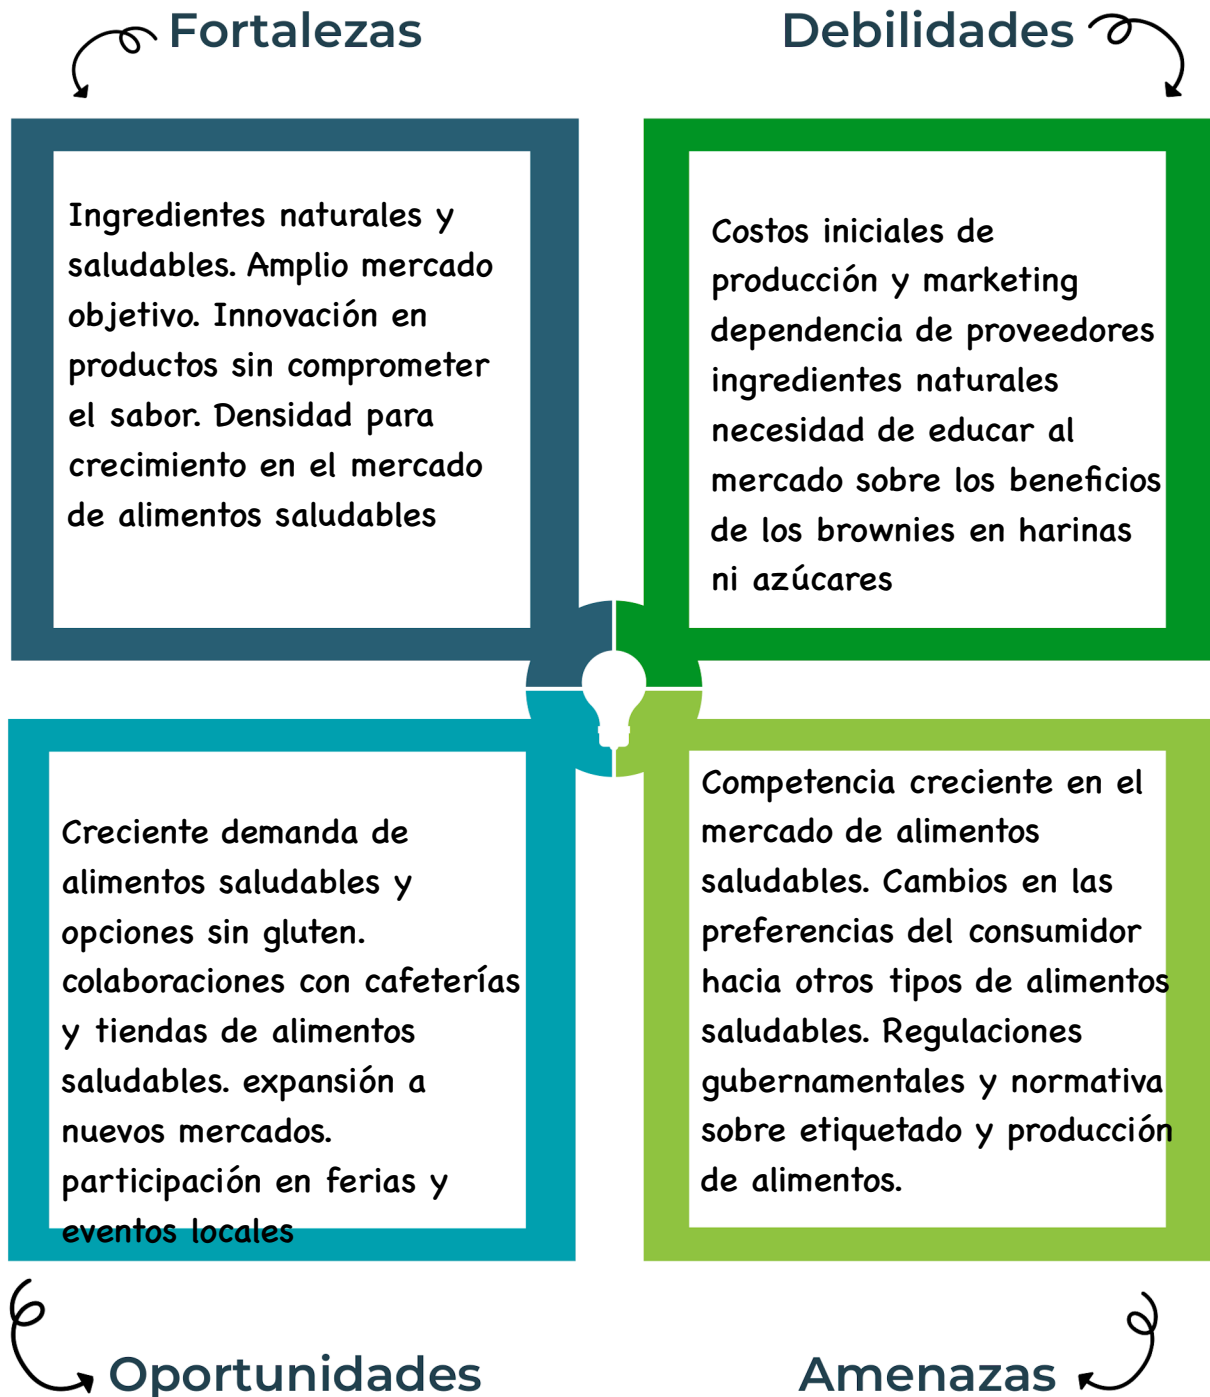 Fortalezas
Ingredientes naturales y
saludables. Amplio mercado
objetivo. Innovación en
productos sin comprometer
el sabor. Densidad para
crecimiento en el mercado
de alimentos saludables
Debilidades
Costos iniciales de
producción y marketing
dependencia de proveedores
ingredientes naturales
necesidad de educar al
mercado sobre los beneficios
de los brownies en harinas
ni azúcares
Creciente demanda de
alimentos saludables y
opciones sin gluten.
colaboraciones con cafeterías
y tiendas de alimentos
saludables. expansión a
nuevos mercados.
participación en ferias y
eventos locales
Oportunidades
Competencia creciente en el
mercado de alimentos
saludables. Cambios en las
preferencias del consumidor
hacia otros tipos de alimentos
saludables. Regulaciones
gubernamentales y normativa
sobre etiquetado y producción
de alimentos.
Amenazas